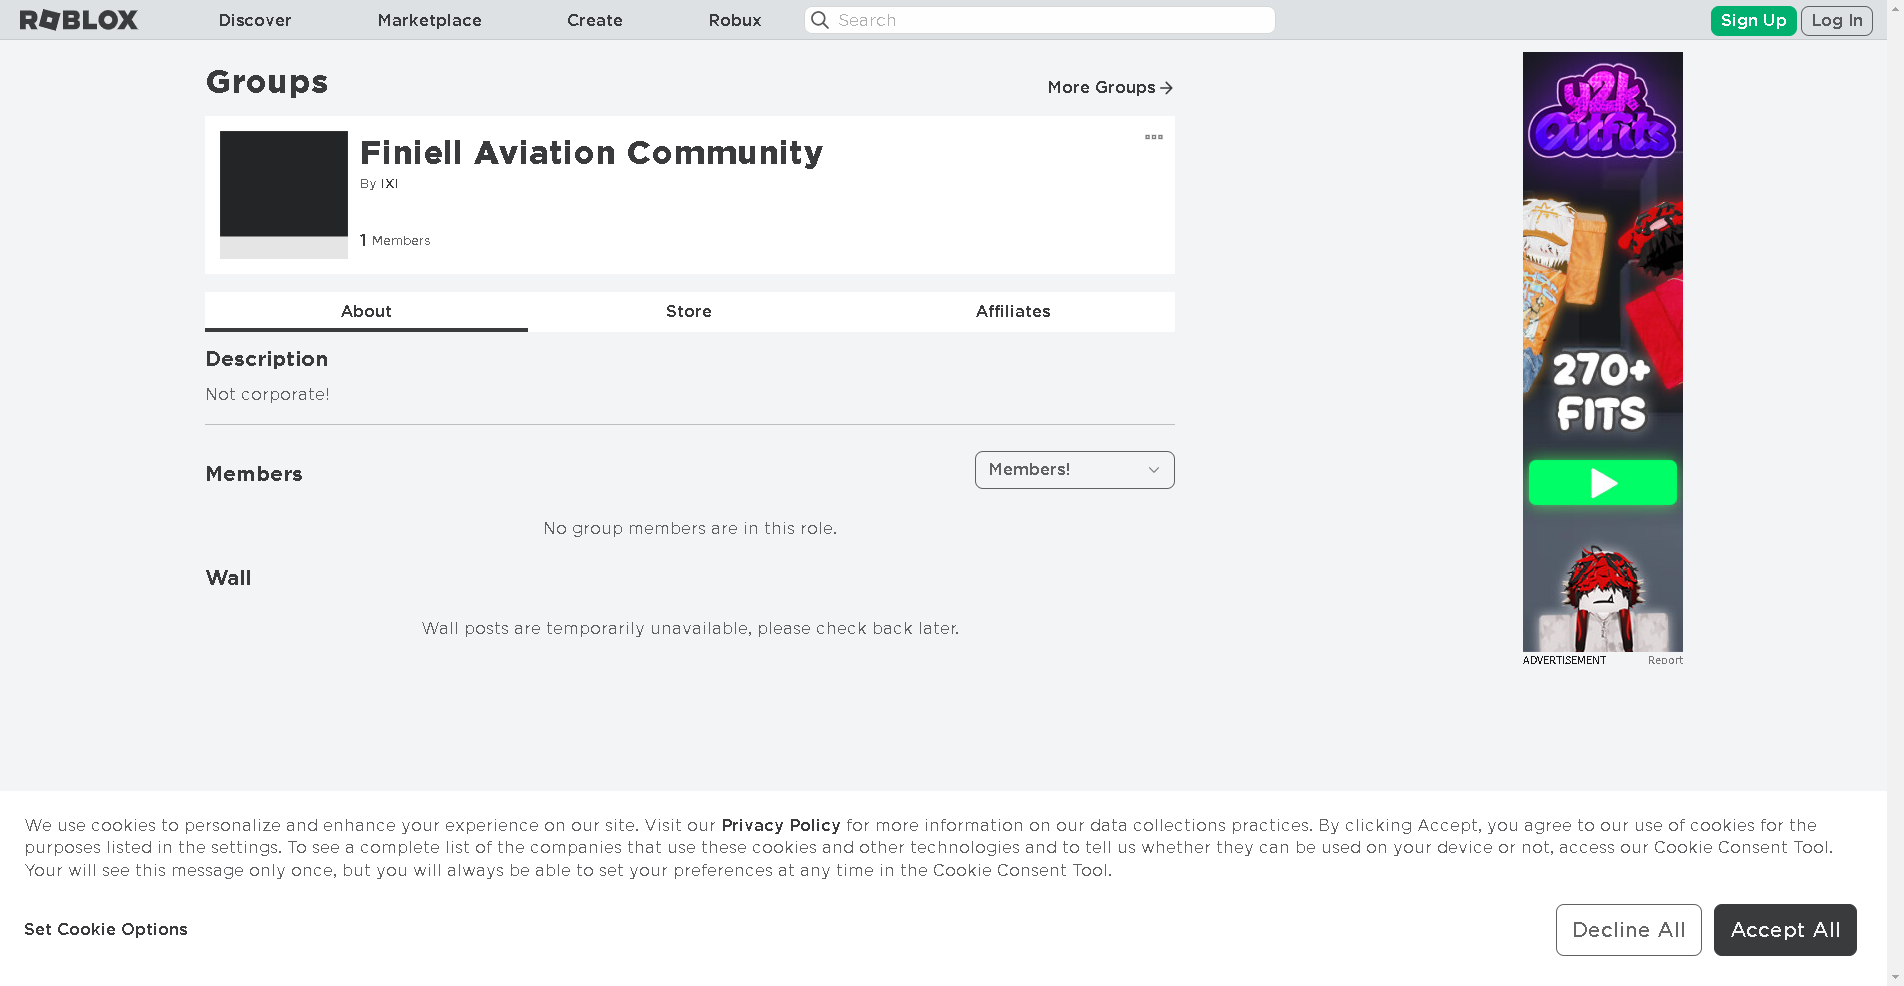 ROBLOX
Discover
Marketplace
Create
Robux
Search
Sign Up
Log In
Groups
More Groups
Finiell Aviation Community
By IXI
1 Members
About
Store
Affiliates
Description
Not corporate!
Members
Members!
No group members are in this role.
Wall
Wall posts are temporarily unavailable, please check back later.
y2k
Outfits
270+
FITS
ADVERTISEMENT
Report
We use cookies to personalize and enhance your experience on our site. Visit our Privacy Policy for more information on our data collections practices. By clicking Accept, you agree to our use of cookies for the
purposes listed in the settings. To see a complete list of the companies that use these cookies and other technologies and to tell us whether they can be used on your device or not, access our Cookie Consent Tool.
Your will see this message only once, but you will always be able to set your preferences at any time in the Cookie Consent Tool.
Set Cookie Options
Decline All
Accept All